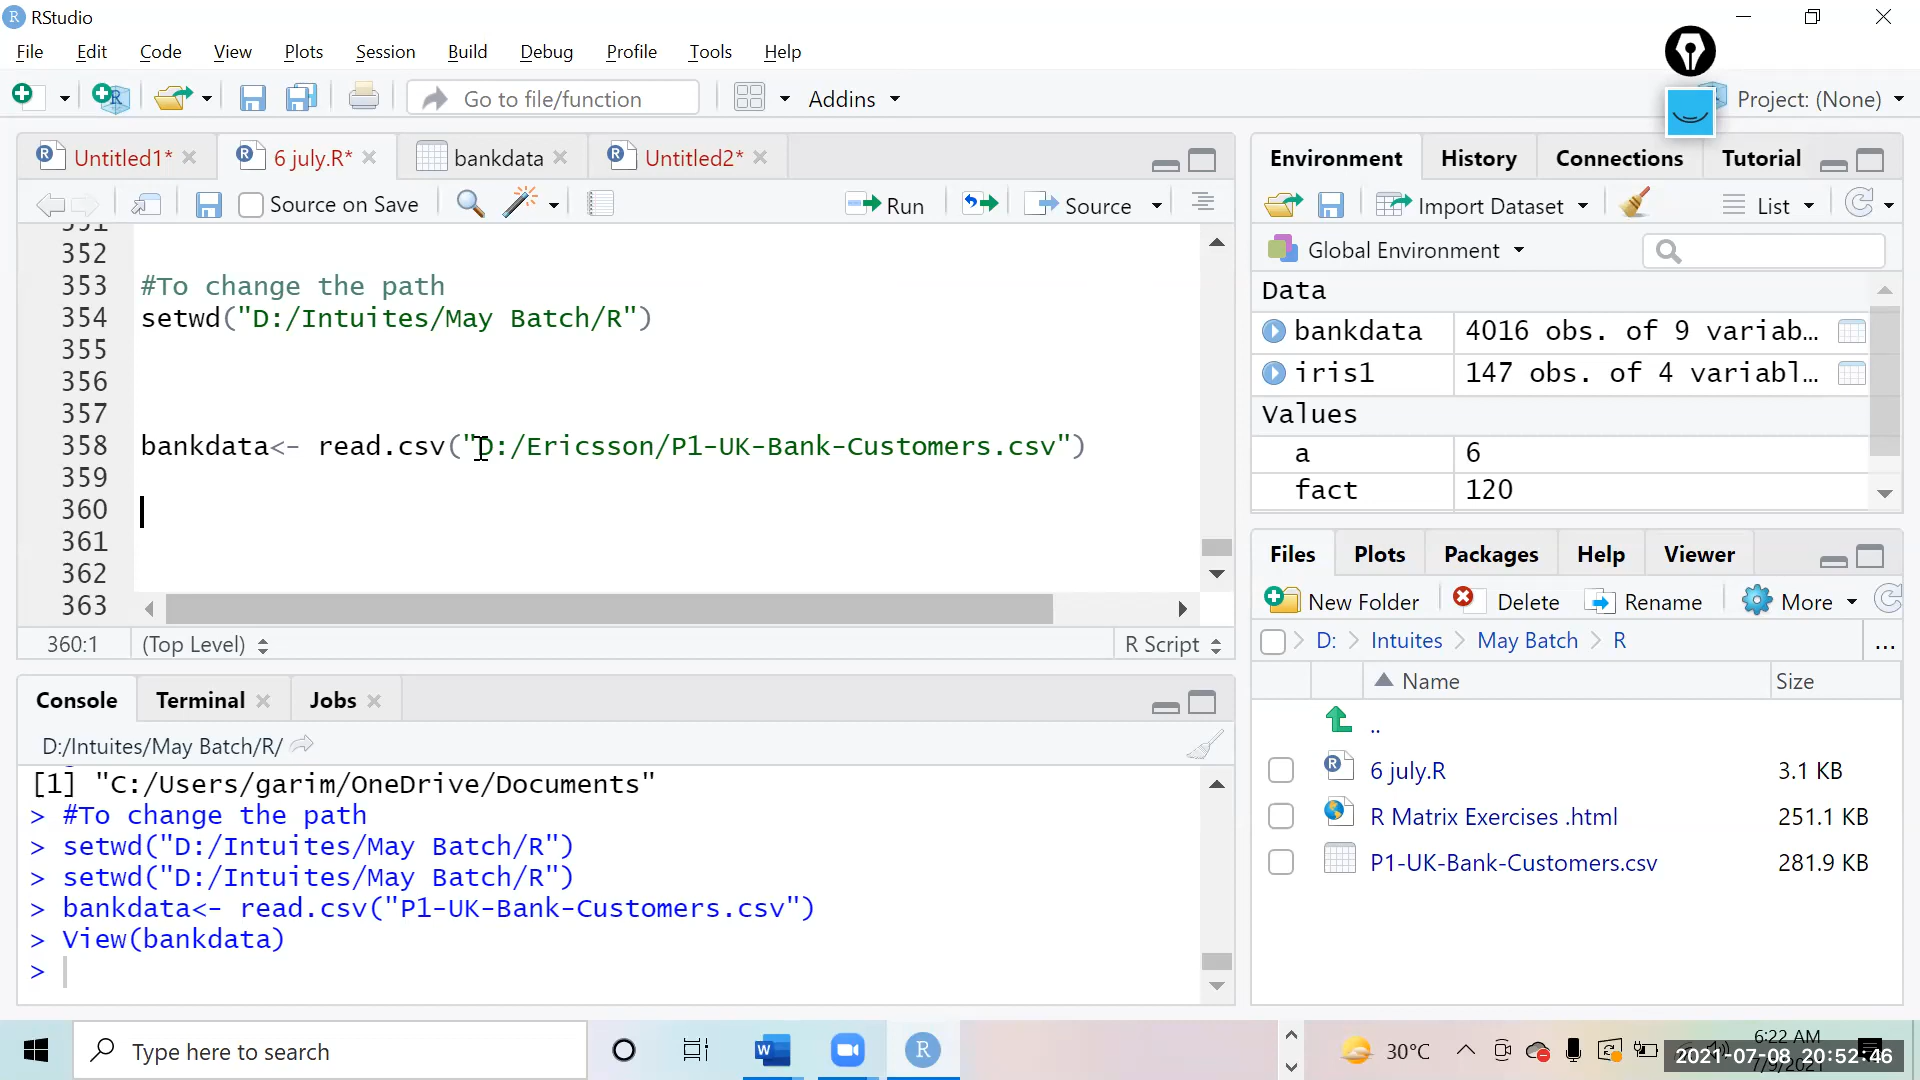 RStudio
File Edit Code View Plots Session Build Debug Profile Tools Help
Go to file/function Addins Project: (None)
Untitled1* 6 july.R* bankdata Untitled2*
Source on Save Run Source
352
353 #To change the path
354 setwd("D:/Intuites/May Batch/R")
355
356
357
358 bankdata<- read.csv("D:/Ericsson/P1-UK-Bank-Customers.csv")
359
360
361
362
363
360:1 (Top Level) R Script
Console Terminal Jobs
D:/Intuites/May Batch/R/
[1] "C:/Users/garim/OneDrive/Documents"
> #To change the path
> setwd("D:/Intuites/May Batch/R")
> setwd("D:/Intuites/May Batch/R")
> bankdata<- read.csv("P1-UK-Bank-Customers.csv")
> View(bankdata)
>
Environment History Connections Tutorial
Import Dataset List
Global Environment
Data
bankdata 4016 obs. of 9 variab...
iris1 147 obs. of 4 variabl...
Values
a 6
fact 120
Files Plots Packages Help Viewer
New Folder Delete Rename More
D: > Intuites > May Batch > R ...
Name Size
..
6 july.R 3.1 KB
R Matrix Exercises .html 251.1 KB
P1-UK-Bank-Customers.csv 281.9 KB
Type here to search 30°C 6:22 AM
2021-07-08 20:52:46